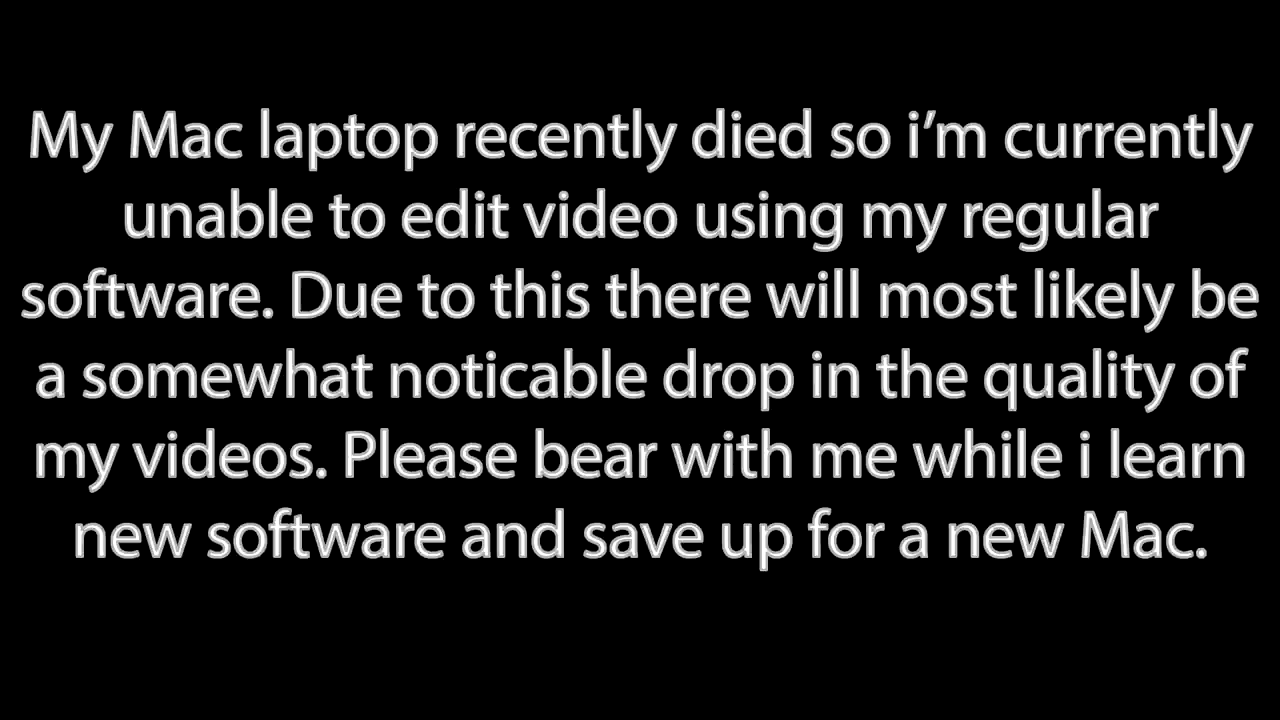 My Mac laptop recently died so i’m currently
unable to edit video using my regular
software. Due to this there will most likely be
a somewhat noticable drop in the quality of
my videos. Please bear with me while i learn
new software and save up for a new Mac.